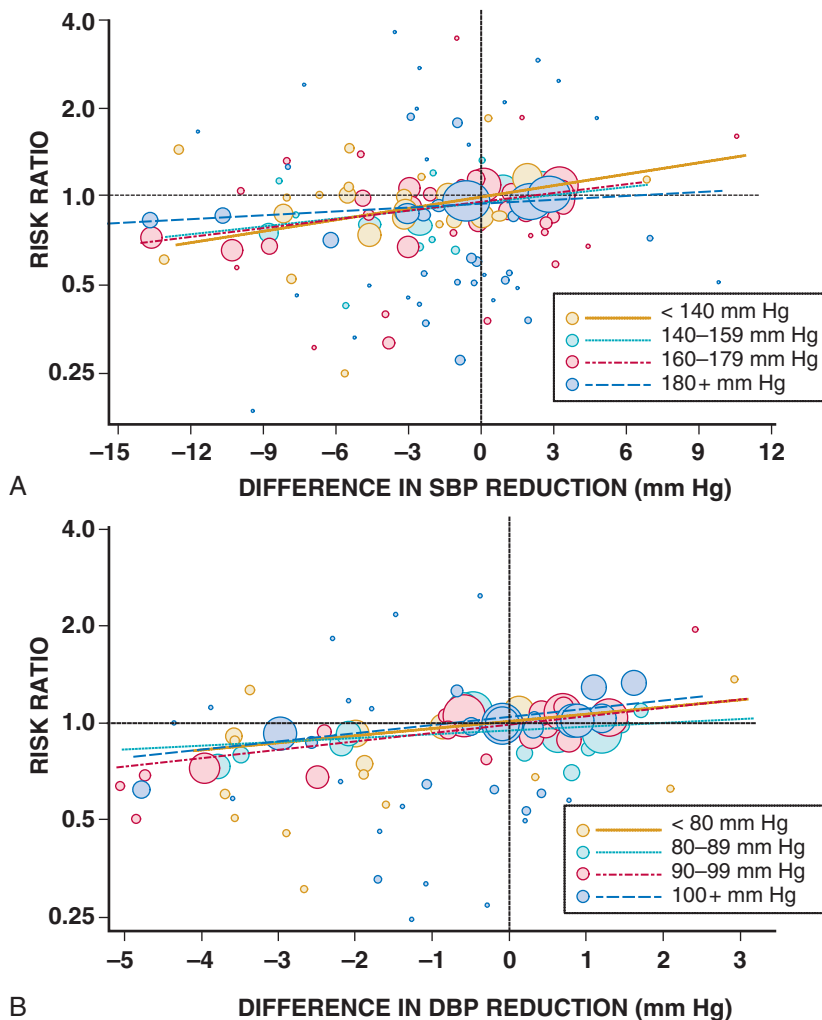 4.0
2.0
1.0
0.5
0.25
RISK RATIO
< 140 mm Hg
140–159 mm Hg
160–179 mm Hg
180+ mm Hg
–15 –12 –9 –6 –3 0 3 6 9 12
A DIFFERENCE IN SBP REDUCTION (mm Hg)
4.0
2.0
1.0
0.5
0.25
RISK RATIO
< 80 mm Hg
80–89 mm Hg
90–99 mm Hg
100+ mm Hg
–5 –4 –3 –2 –1 0 1 2 3
B DIFFERENCE IN DBP REDUCTION (mm Hg)